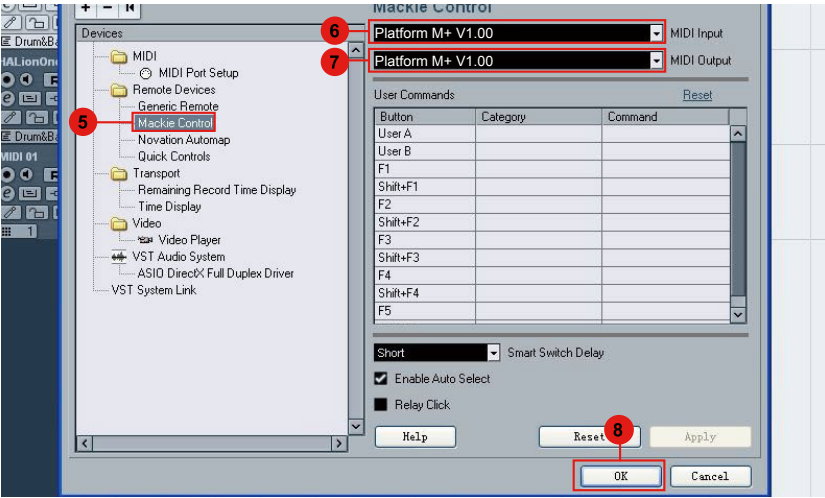 + - |◀
Mackie Control
Devices
6
Platform M+ V1.00
MIDI Input
7
Platform M+ V1.00
MIDI Output
MIDI
MIDI Port Setup
Remote Devices
Generic Remote
5
Mackie Control
Novation Automap
Quick Controls
Transport
Remaining Record Time Display
Time Display
Video
Video Player
VST Audio System
ASIO DirectX Full Duplex Driver
VST System Link
User Commands
Reset
Button Category Command
User A
User B
F1
Shift+F1
F2
Shift+F2
F3
Shift+F3
F4
Shift+F4
F5
Short
Smart Switch Delay
Enable Auto Select
Relay Click
8
Help
Reset
Apply
OK
Cancel
E Drum&Ba
HALionOne
E Drum&Ba
MIDI 01
1